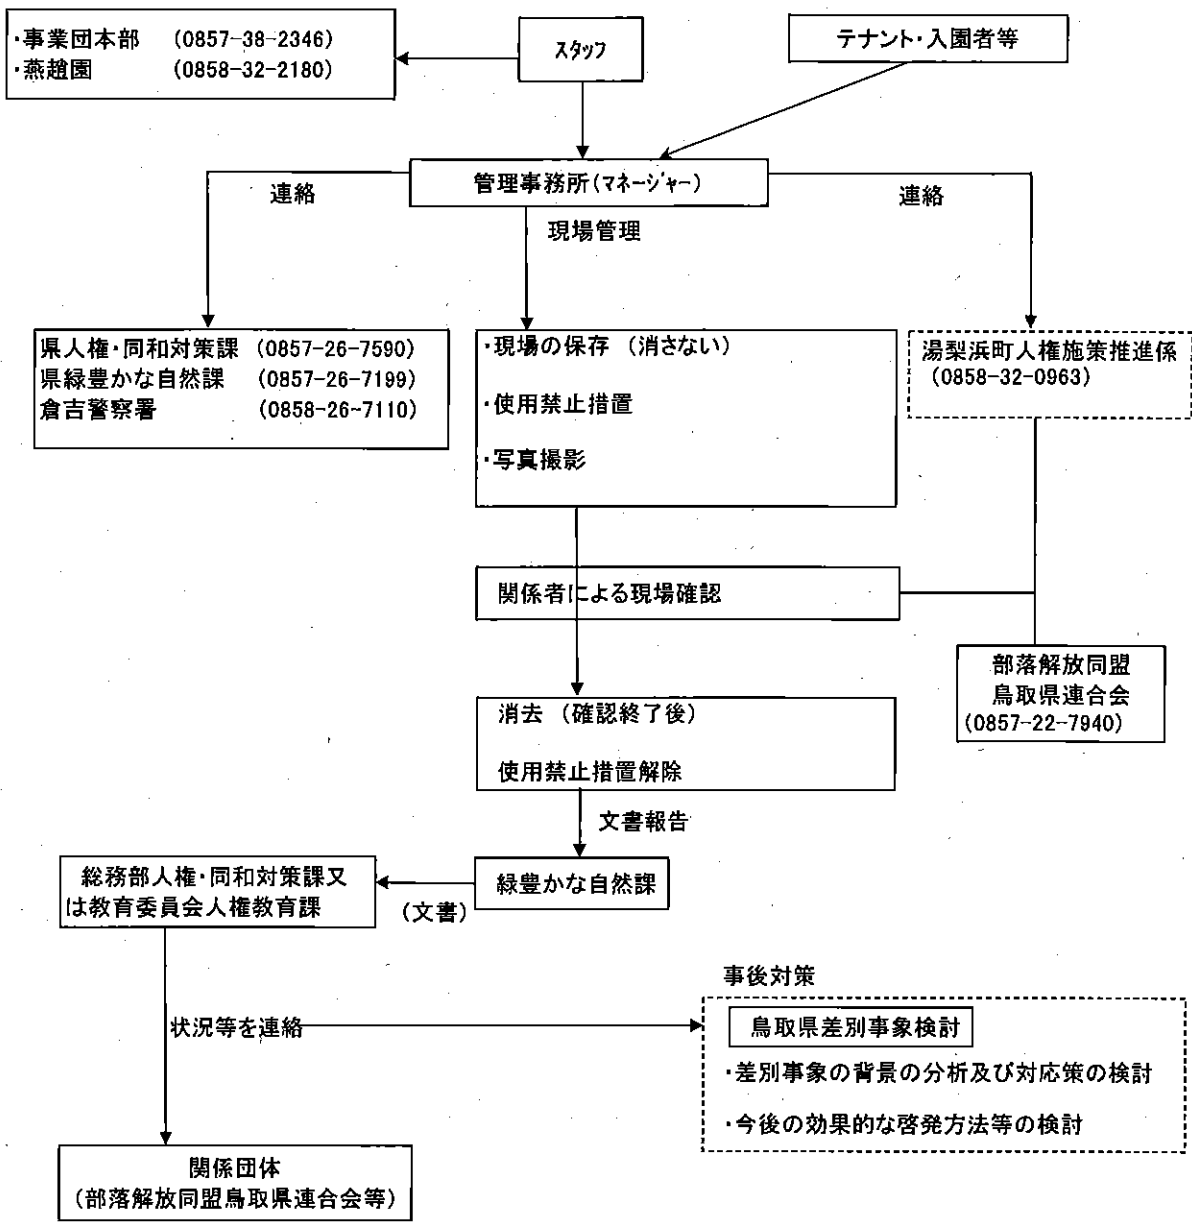 ・事業団本部 (0857-38-2346)
・燕趙園 (0858-32-2180)
スタッフ
テナント・入園者等
管理事務所(マネージャー)
連絡
連絡
現場管理
県人権・同和対策課 (0857-26-7590)
県緑豊かな自然課 (0857-26-7199)
倉吉警察署 (0858-26-7110)
・現場の保存 (消さない)
・使用禁止措置
・写真撮影
湯梨浜町人権施策推進係
(0858-32-0963)
関係者による現場確認
部落解放同盟
鳥取県連合会
(0857-22-7940)
消去 (確認終了後)
使用禁止措置解除
文書報告
総務部人権・同和対策課又
は教育委員会人権教育課
(文書)
緑豊かな自然課
事後対策
状況等を連絡
鳥取県差別事象検討
・差別事象の背景の分析及び対応策の検討
・今後の効果的な啓発方法等の検討
関係団体
(部落解放同盟鳥取県連合会等)